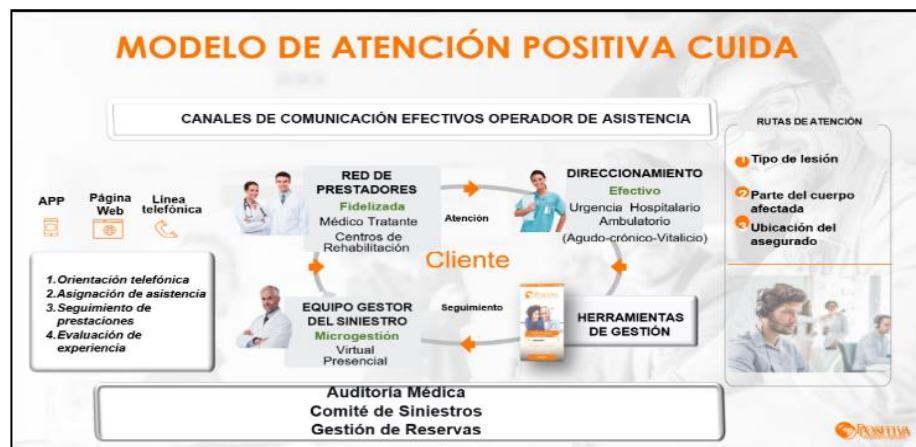 MODELO DE ATENCIÓN POSITIVA CUIDA
CANALES DE COMUNICACIÓN EFECTIVOS OPERADOR DE ASISTENCIA
APP
Página
Web
Línea
telefónica
1.Orientación telefónica
2.Asignación de asistencia
3.Seguimiento de
prestaciones
4.Evaluación de
experiencia
RED DE
PRESTADORES
Fidelizada
Médico Tratante
Centros de
Rehabilitación
Atención
DIRECCIONAMIENTO
Efectivo
Urgencia Hospitalario
Ambulatorio
(Agudo-crónico-Vitalicio)
Cliente
EQUIPO GESTOR
DEL SINIESTRO
Microgestión
Virtual
Presencial
Seguimiento
HERRAMIENTAS
DE GESTIÓN
RUTAS DE ATENCIÓN
1 Tipo de lesión
2 Parte del cuerpo
afectada
3 Ubicación del
asegurado
Auditoría Médica
Comité de Siniestros
Gestión de Reservas
POSITIVA